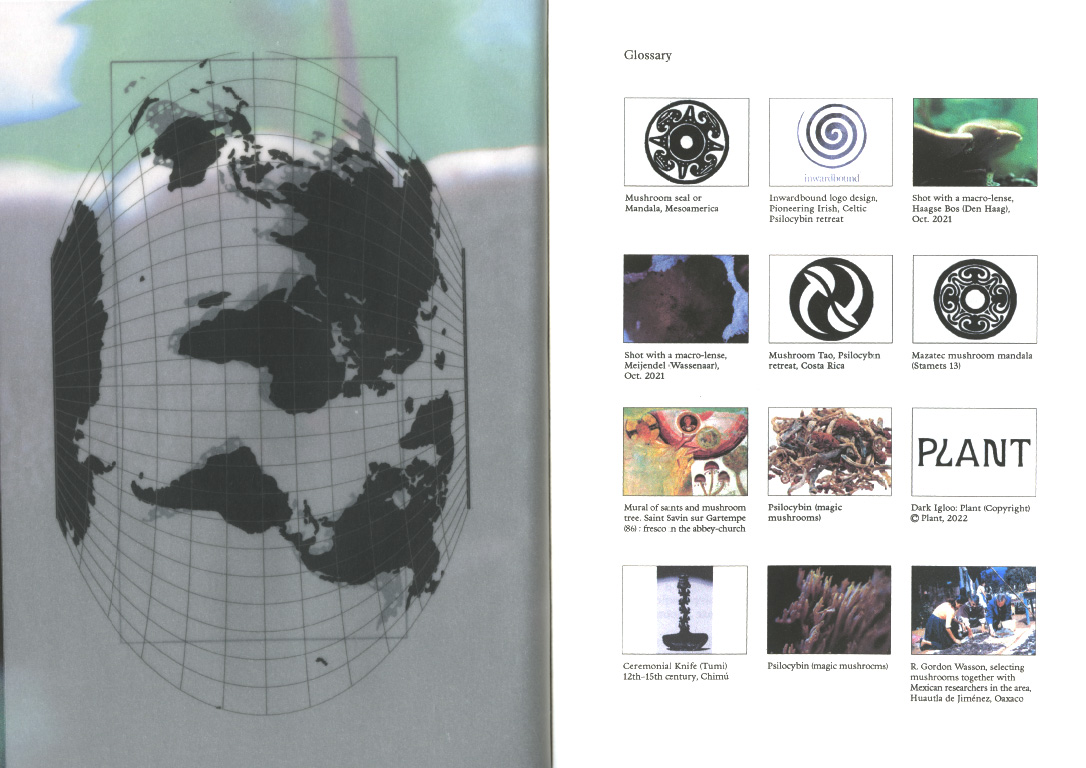 Glossary
inwardbound
Mushroom seal or
Mandala, Mesoamerica
Inwardbound logo design,
Pioneering Irish, Celtic
Psilocybin retreat
Shot with a macro-lense,
Haagse Bos (Den Haag),
Oct. 2021
Shot with a macro-lense,
Meijendel (Wassenaar),
Oct. 2021
Mushroom Tao, Psilocybin
retreat, Costa Rica
Mazatec mushroom mandala
(Stamets 13)
PLANT
Mural of saints and mushroom
tree. Saint Savin sur Gartempe
(86) : fresco in the abbey-church
Psilocybin (magic
mushrooms)
Dark Igloo: Plant (Copyright)
© Plant, 2022
Ceremonial Knife (Tumi)
12th-15th century, Chimú
Psilocybin (magic mushrooms)
R. Gordon Wasson, selecting
mushrooms together with
Mexican researchers in the area,
Huautla de Jiménez, Oaxaco